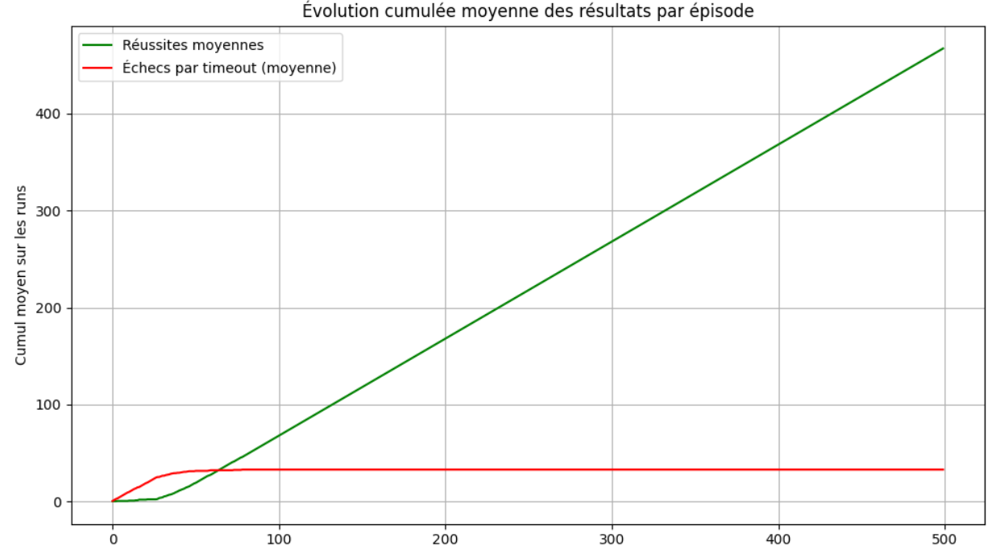 Évolution cumulée moyenne des résultats par épisode
Réussites moyennes
Échecs par timeout (moyenne)
Cumul moyen sur les runs
400
300
200
100
0
0 100 200 300 400 500